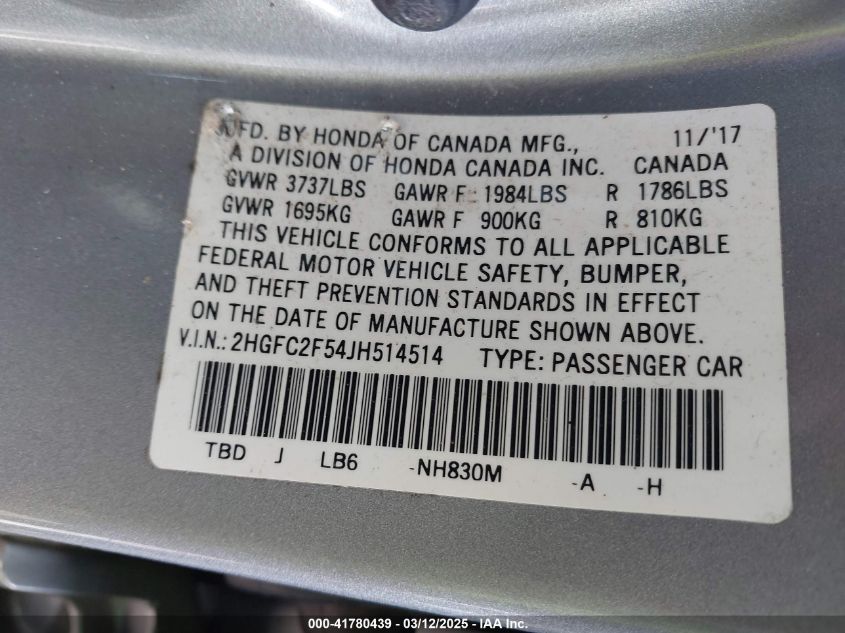 MFD. BY HONDA OF CANADA MFG., 11/'17
A DIVISION OF HONDA CANADA INC. CANADA
GVWR 3737LBS GAWR F 1984LBS R 1786LBS
GVWR 1695KG GAWR F 900KG R 810KG
THIS VEHICLE CONFORMS TO ALL APPLICABLE
FEDERAL MOTOR VEHICLE SAFETY, BUMPER,
AND THEFT PREVENTION STANDARDS IN EFFECT
ON THE DATE OF MANUFACTURE SHOWN ABOVE.
V.I.N.: 2HGFC2F54JH514514 TYPE: PASSENGER CAR
TBD J LB6 -NH830M -A -H
000-41780439 - 03/12/2025 - IAA Inc.